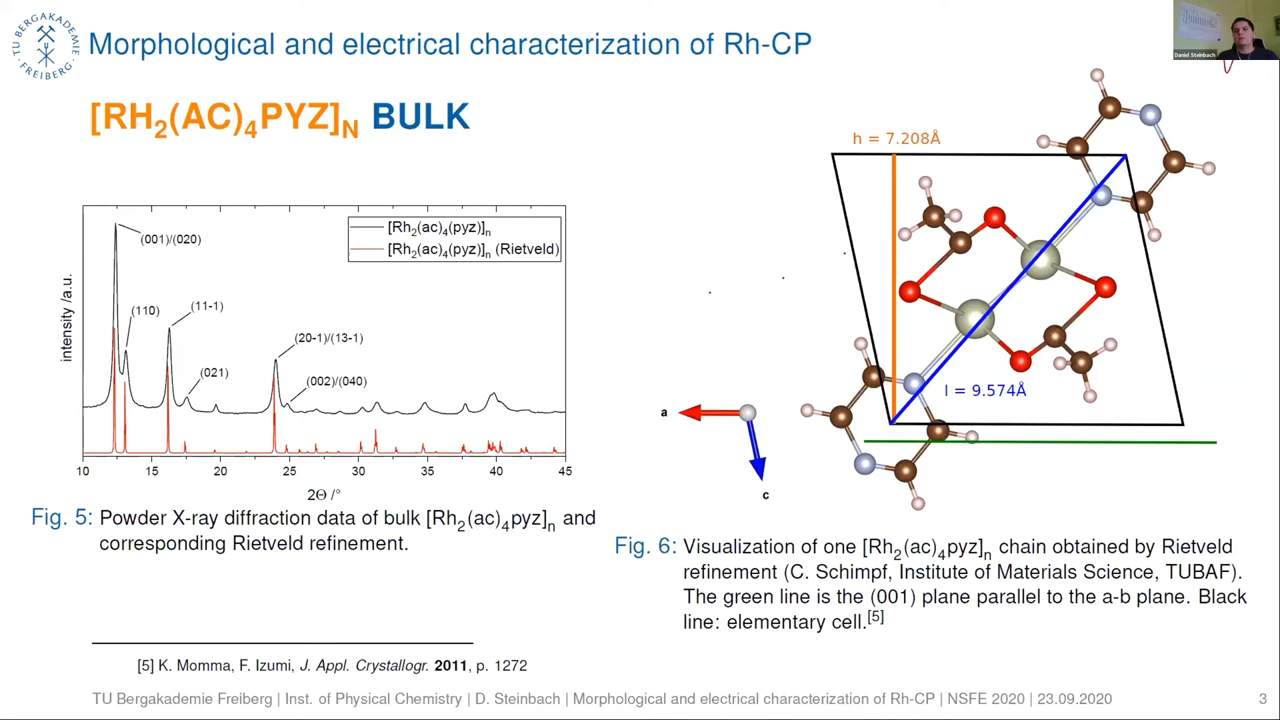 TU BERGAKADEMIE
FREIBERG
Morphological and electrical characterization of Rh-CP
Daniel Steinbach
[RH2(AC)4PYZ]N BULK
[Rh2(ac)4(pyz)]n
[Rh2(ac)4(pyz)]n (Rietveld)
(001)/(020)
(110)
(11-1)
(021)
(20-1)/(13-1)
(002)/(040)
intensity /a.u.
10 15 20 25 30 35 40 45
2Θ /°
Fig. 5: Powder X-ray diffraction data of bulk [Rh2(ac)4pyz]n and
corresponding Rietveld refinement.
h = 7.208Å
l = 9.574Å
a
c
Fig. 6: Visualization of one [Rh2(ac)4pyz]n chain obtained by Rietveld
refinement (C. Schimpf, Institute of Materials Science, TUBAF).
The green line is the (001) plane parallel to the a-b plane. Black
line: elementary cell.[5]
[5] K. Momma, F. Izumi, J. Appl. Crystallogr. 2011, p. 1272
TU Bergakademie Freiberg | Inst. of Physical Chemistry | D. Steinbach | Morphological and electrical characterization of Rh-CP | NSFE 2020 | 23.09.2020
3